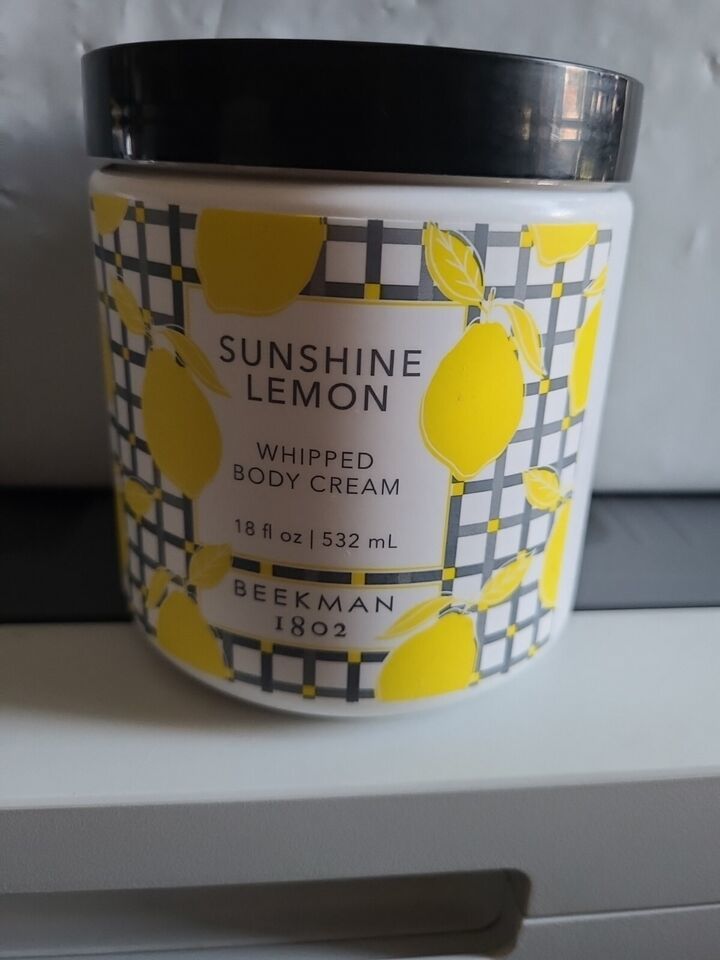 SUNSHINE
LEMON
WHIPPED
BODY CREAM
18 fl oz | 532 mL
BEEKMAN
1802